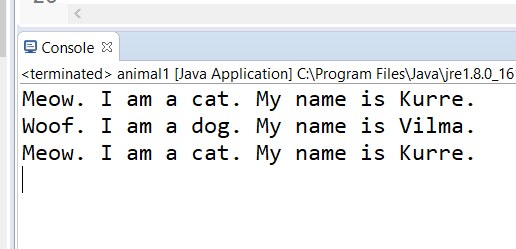 Console
<terminated> animal1 [Java Application] C:\Program Files\Java\jre1.8.0_16
Meow. I am a cat. My name is Kurre.
Woof. I am a dog. My name is Vilma.
Meow. I am a cat. My name is Kurre.